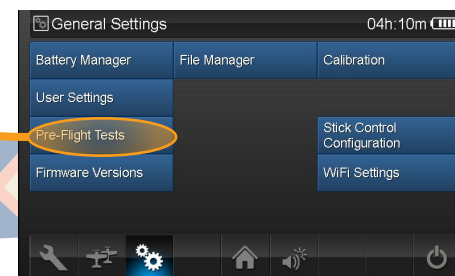 General Settings 04h:10m
Battery Manager File Manager Calibration
User Settings
Pre-Flight Tests Stick Control
Configuration
Firmware Versions WiFi Settings